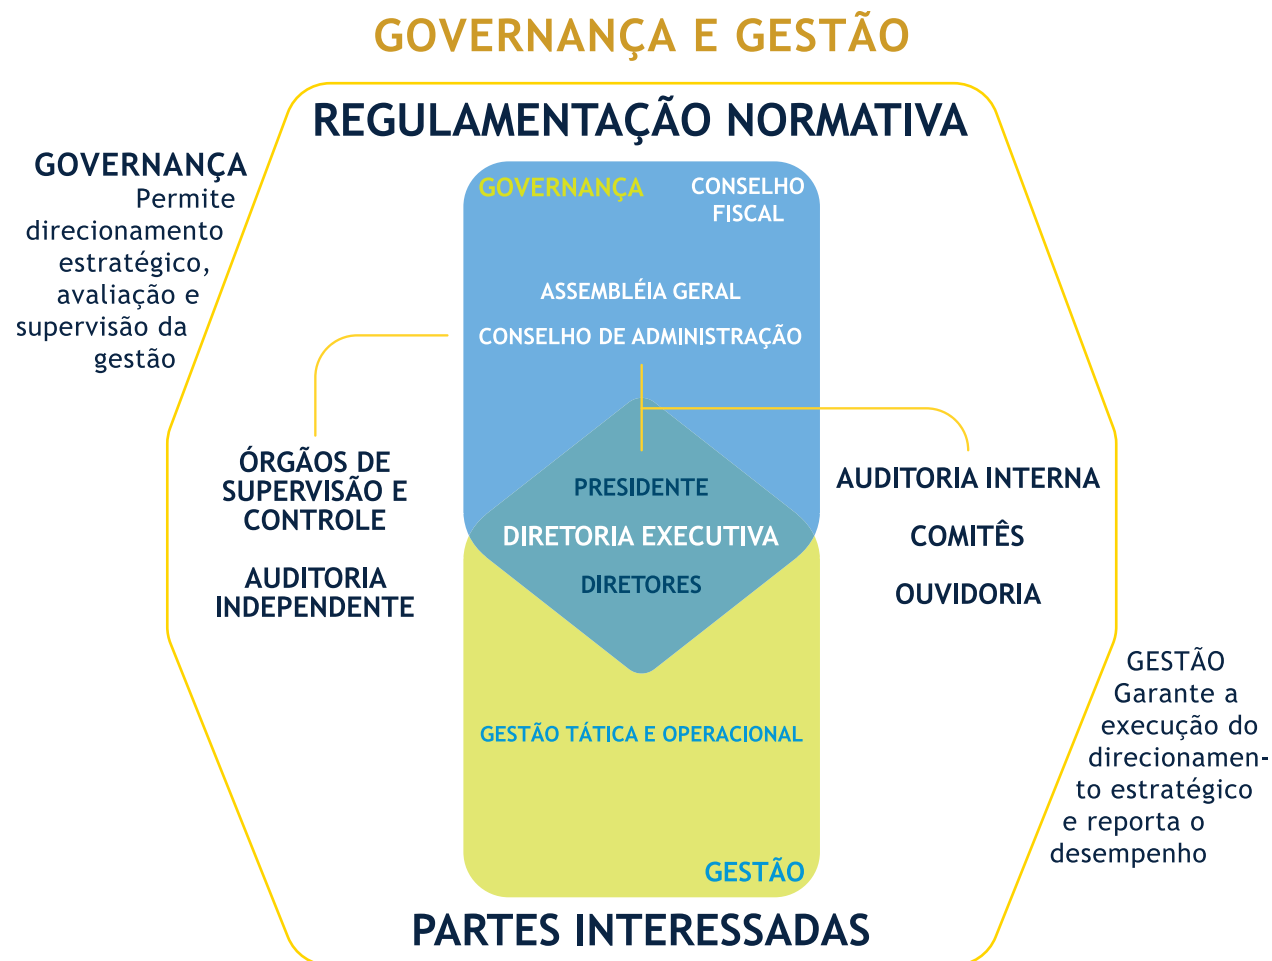 GOVERNANÇA E GESTÃO
REGULAMENTAÇÃO NORMATIVA
GOVERNANÇA
Permite
direcionamento
estratégico,
avaliação e
supervisão da
gestão
GOVERNANÇA
CONSELHO
FISCAL
ASSEMBLÉIA GERAL
CONSELHO DE ADMINISTRAÇÃO
ÓRGÃOS DE
SUPERVISÃO E
CONTROLE
AUDITORIA
INDEPENDENTE
PRESIDENTE
DIRETORIA EXECUTIVA
DIRETORES
AUDITORIA INTERNA
COMITÊS
OUVIDORIA
GESTÃO TÁTICA E OPERACIONAL
GESTÃO
GESTÃO
Garante a
execução do
direcionamen-
to estratégico
e reporta o
desempenho
PARTES INTERESSADAS